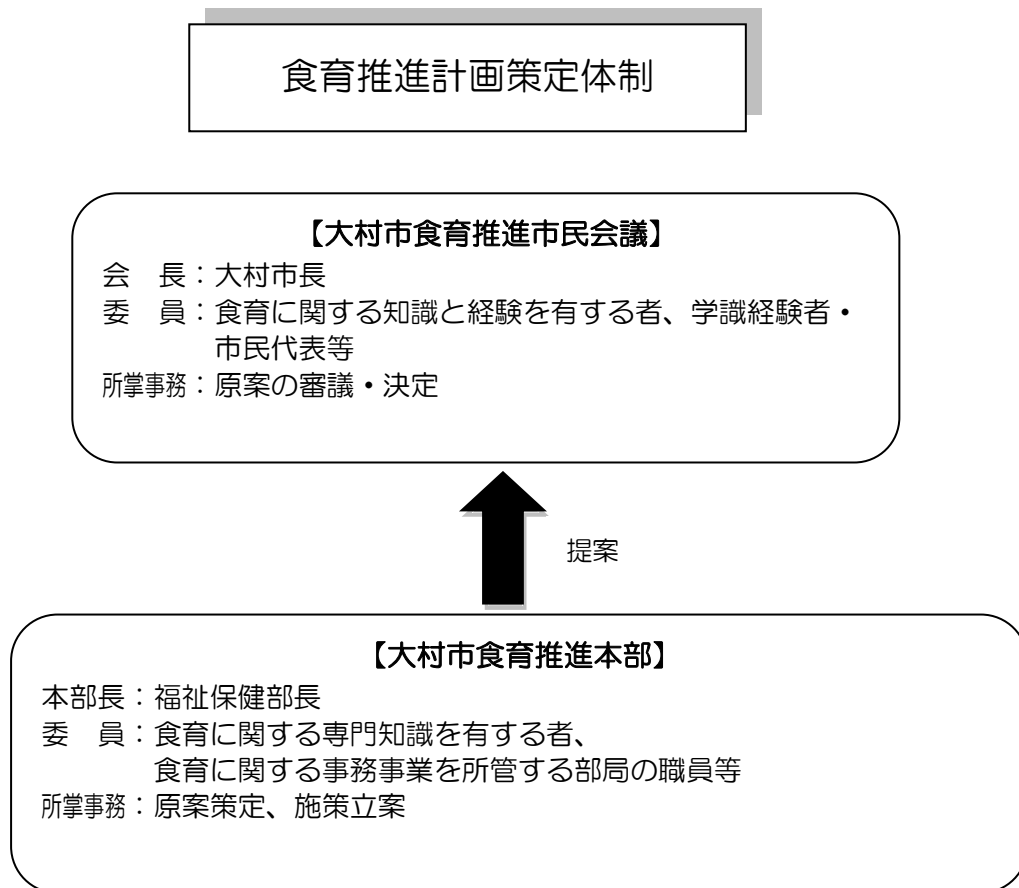 食育推進計画策定体制
【大村市食育推進市民会議】
会　長：大村市長
委　員：食育に関する知識と経験を有する者、学識経験者・
市民代表等
所掌事務：原案の審議・決定
提案
【大村市食育推進本部】
本部長：福祉保健部長
委　員：食育に関する専門知識を有する者、
食育に関する事務事業を所管する部局の職員等
所掌事務：原案策定、施策立案